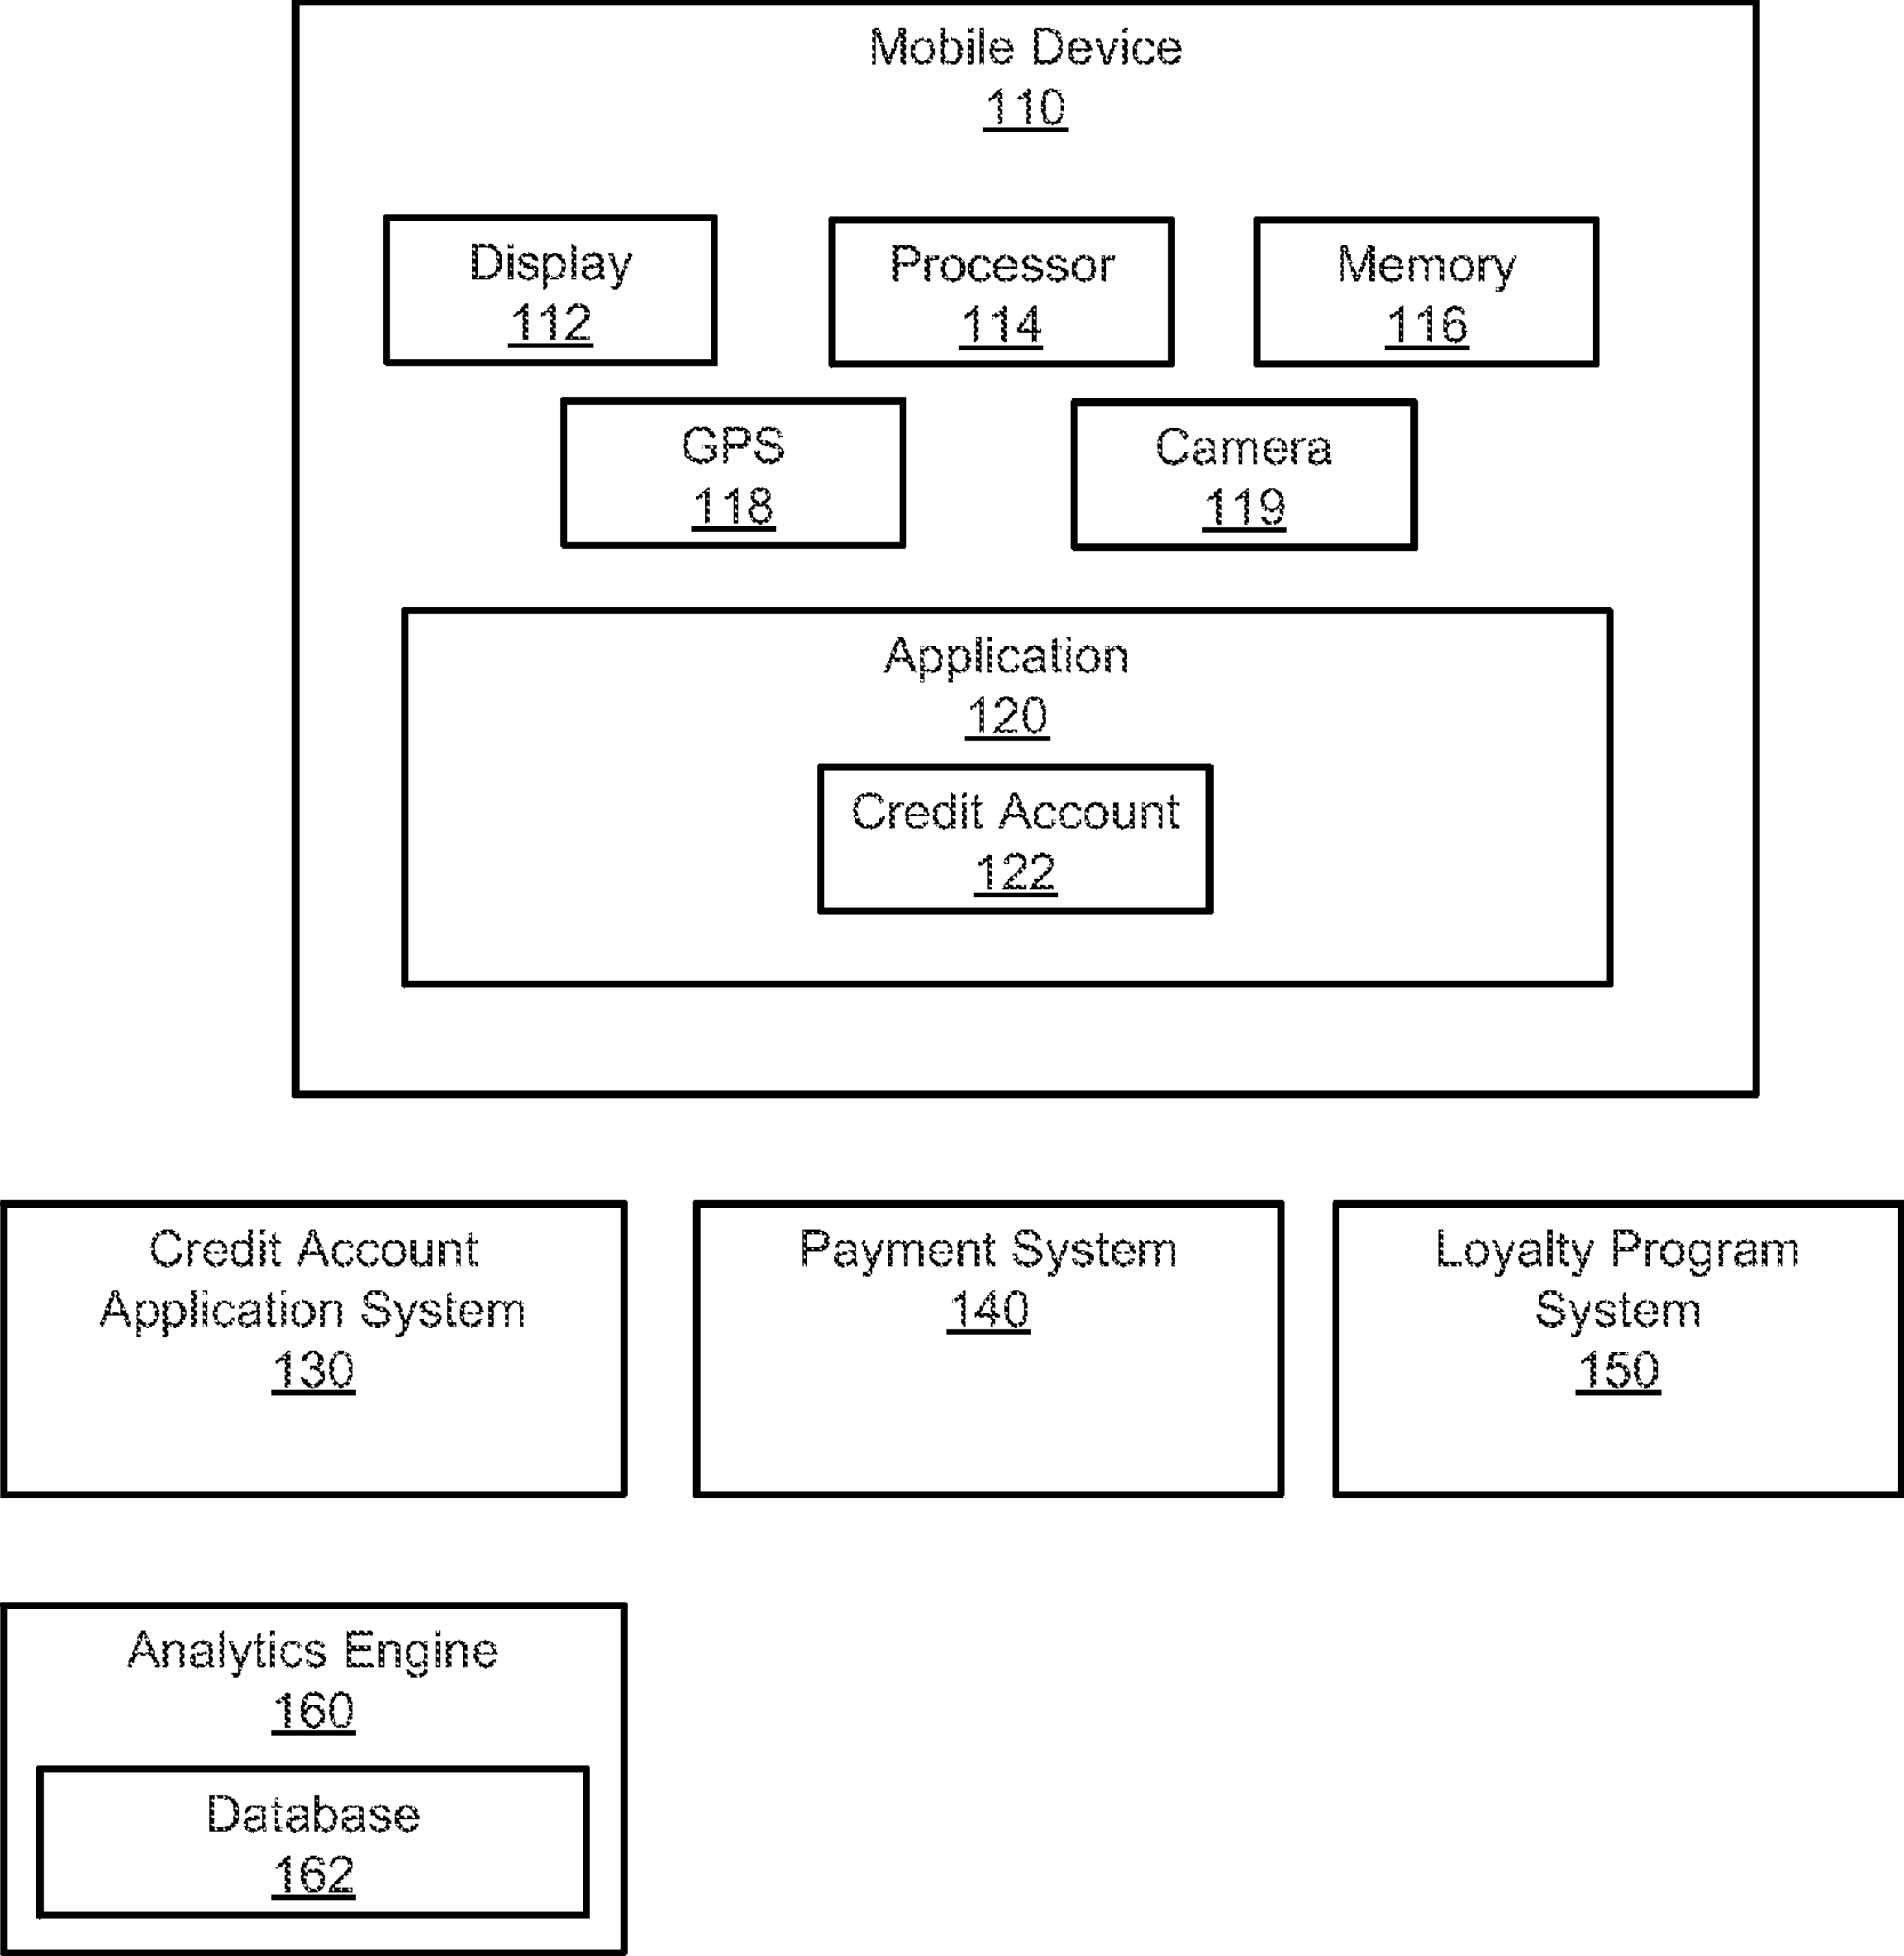 Mobile Device
110
Display
112
Processor
114
Memory
116
GPS
118
Camera
119
Application
120
Credit Account
122
Credit Account
Application System
130
Payment System
140
Loyalty Program
System
150
Analytics Engine
160
Database
162